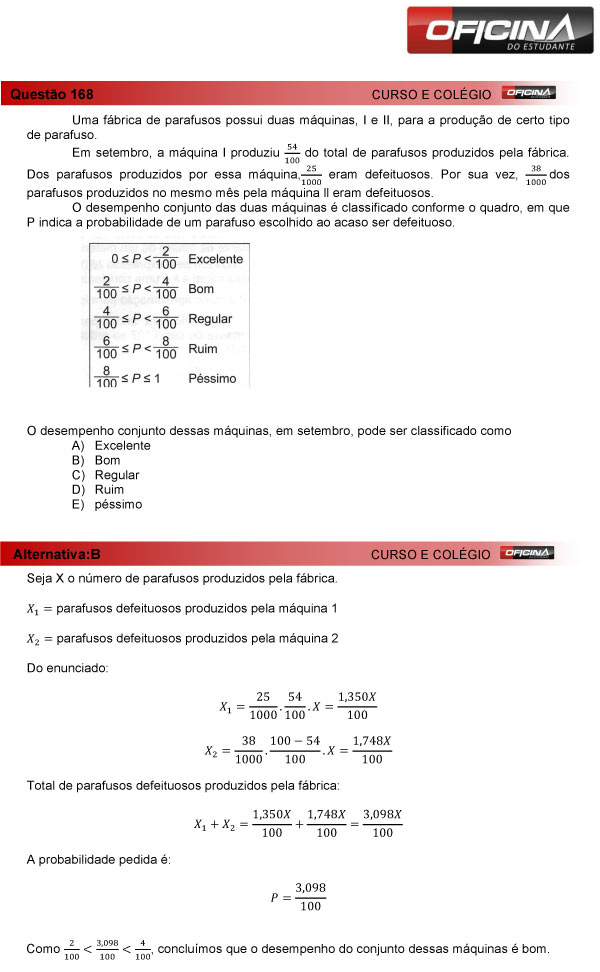 OFICINA
DO ESTUDANTE
Questão 168 CURSO E COLÉGIO OFICINA
Uma fábrica de parafusos possui duas máquinas, I e II, para a produção de certo tipo
de parafuso.
Em setembro, a máquina I produziu 54/100 do total de parafusos produzidos pela fábrica.
Dos parafusos produzidos por essa máquina, 25/1000 eram defeituosos. Por sua vez, 38/1000 dos
parafusos produzidos no mesmo mês pela máquina II eram defeituosos.
O desempenho conjunto das duas máquinas é classificado conforme o quadro, em que
P indica a probabilidade de um parafuso escolhido ao acaso ser defeituoso.
0 ≤ P < 2/100 Excelente
2/100 ≤ P < 4/100 Bom
4/100 ≤ P < 6/100 Regular
6/100 ≤ P < 8/100 Ruim
8/100 ≤ P ≤ 1 Péssimo
O desempenho conjunto dessas máquinas, em setembro, pode ser classificado como
A) Excelente
B) Bom
C) Regular
D) Ruim
E) péssimo
Alternativa:B CURSO E COLÉGIO OFICINA
Seja X o número de parafusos produzidos pela fábrica.
X₁ = parafusos defeituosos produzidos pela máquina 1
X₂ = parafusos defeituosos produzidos pela máquina 2
Do enunciado:
X₁ = 25/1000 . 54/100 . X = 1,350X/100
X₂ = 38/1000 . (100 − 54)/100 . X = 1,748X/100
Total de parafusos defeituosos produzidos pela fábrica:
X₁ + X₂ = 1,350X/100 + 1,748X/100 = 3,098X/100
A probabilidade pedida é:
P = 3,098/100
Como 2/100 < 3,098/100 < 4/100, concluímos que o desempenho do conjunto dessas máquinas é bom.